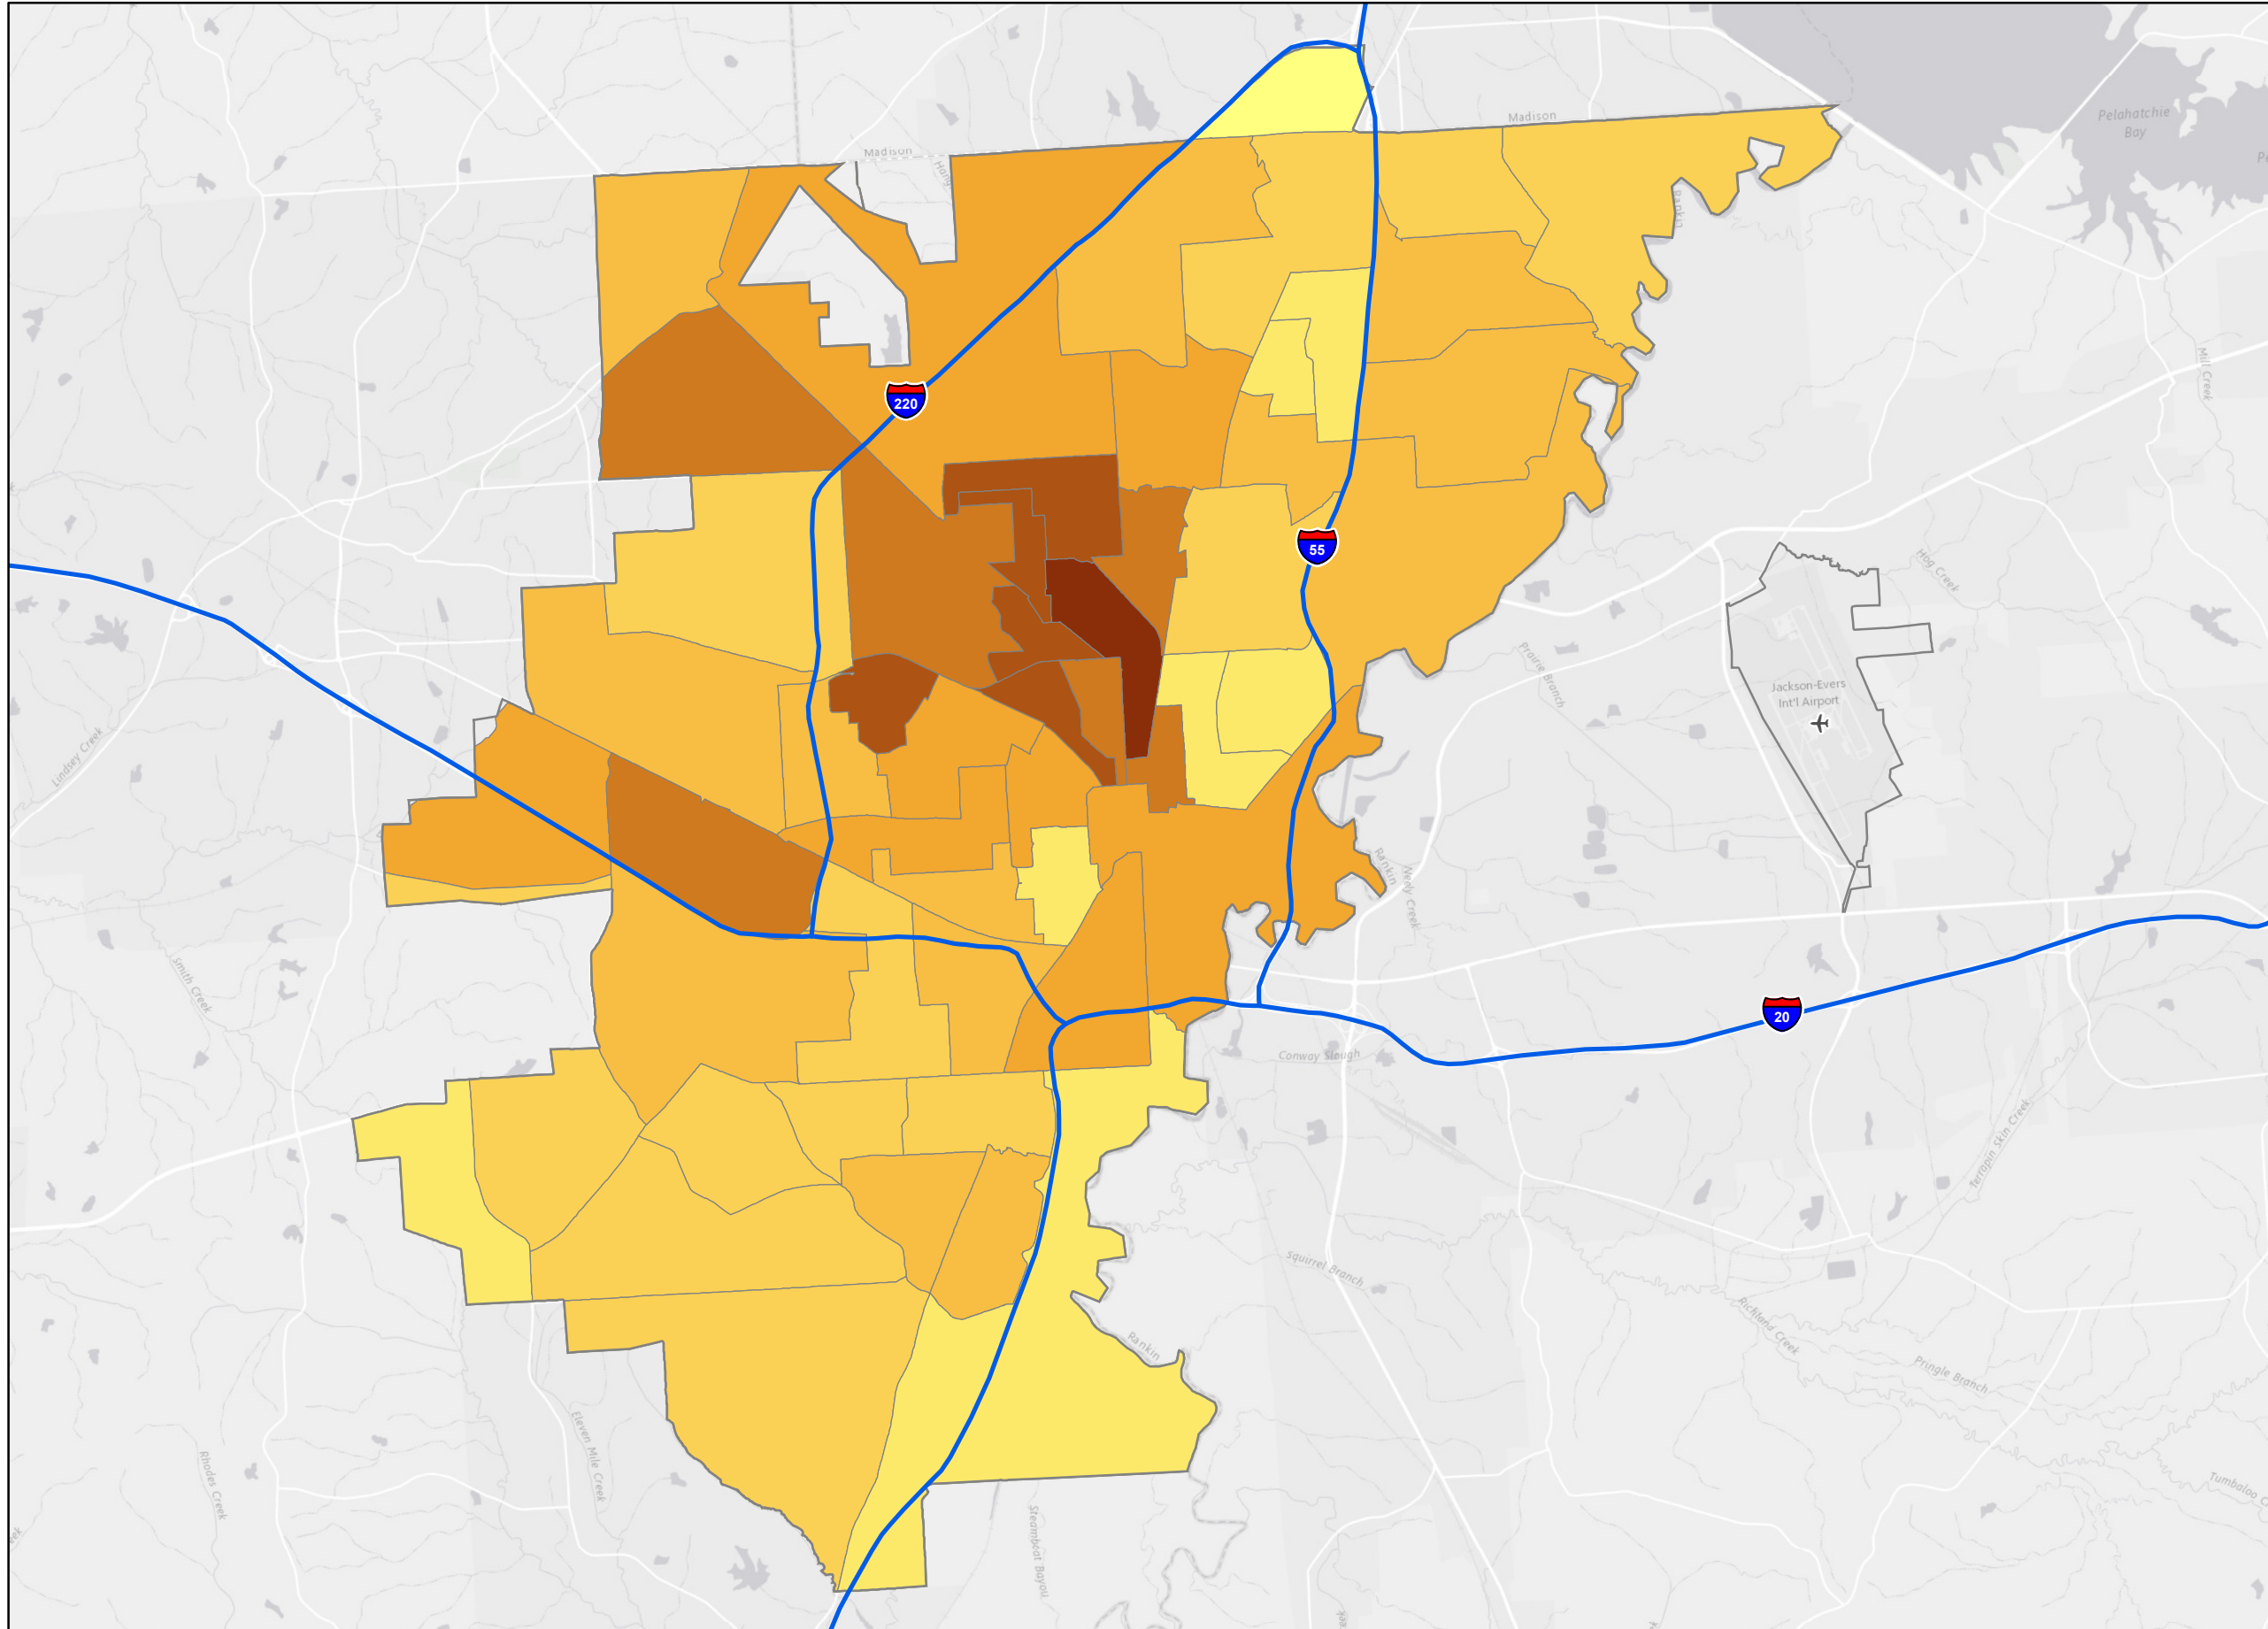 Madison
Pelahatchie
Bay
Madison
Rankin
Mill Creek
220
55
Hog Creek
Prairie Branch
Jackson-Evers
Int'l Airport
Lindsey Creek
Rankin
Neely Creek
Smith Creek
20
Conway Slough
Terrapin Skin Creek
Squirrel Branch
Richland Creek
Rankin
Pringle Branch
Eleven Mile Creek
Rhodes Creek
Steamboat Bayou